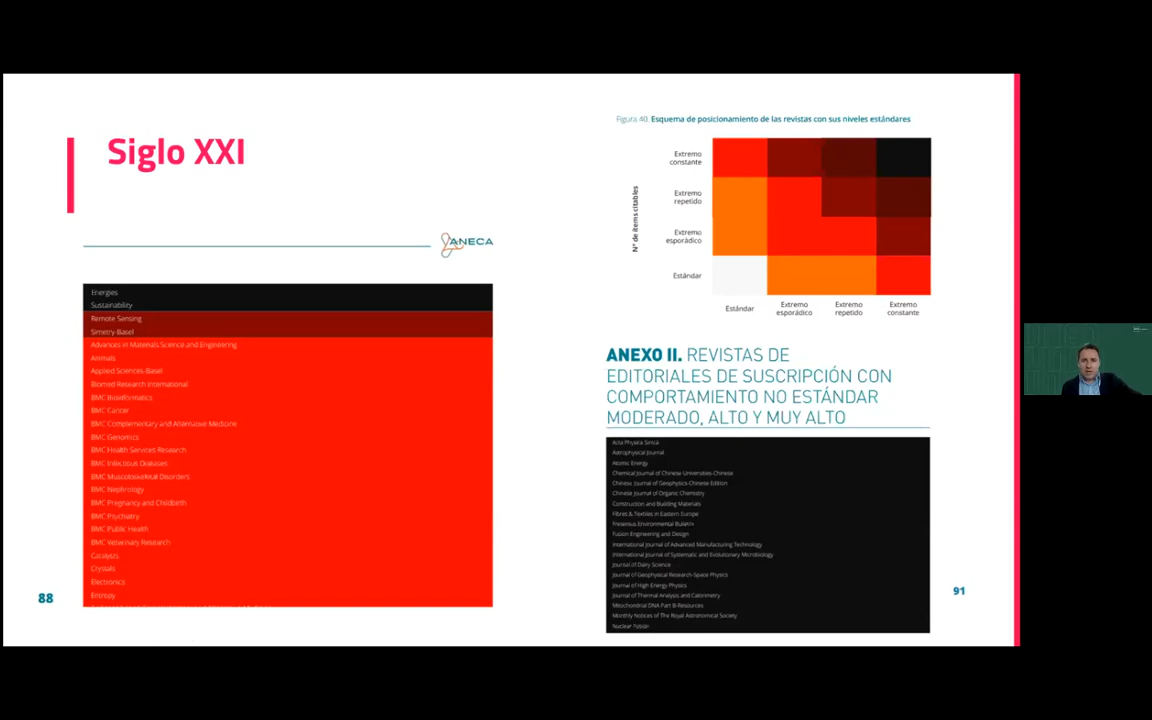 Siglo XXI
ANECA
Energies
Sustainability
Remote Sensing
Simetry-Basel
Advances in Materials Science and Engineering
Animals
Applied Sciences-Basel
Biomed Research International
BMC Bioinformatics
BMC Cancer
BMC Complementary and Alternative Medicine
BMC Genomics
BMC Health Services Research
BMC Infectious Diseases
BMC Musculoskeletal Disorders
BMC Nephrology
BMC Pregnancy and Childbirth
BMC Psychiatry
BMC Public Health
BMC Veterinary Research
Catalysts
Crystals
Electronics
Entropy
88
Figura 40. Esquema de posicionamiento de las revistas con sus niveles estándares
Nº de ítems citables
Extremo
constante
Extremo
repetido
Extremo
esporádico
Estándar
Estándar
Extremo
esporádico
Extremo
repetido
Extremo
constante
ANEXO II. REVISTAS DE
EDITORIALES DE SUSCRIPCIÓN CON
COMPORTAMIENTO NO ESTÁNDAR
MODERADO, ALTO Y MUY ALTO
Acta Physica Sinica
Astrophysical Journal
Atomic Energy
Chemical Journal of Chinese Universities-Chinese
Chinese Journal of Geophysics-Chinese Edition
Chinese Journal of Organic Chemistry
Construction and Building Materials
Fibres & Textiles in Eastern Europe
Fresenius Environmental Bulletin
Fusion Engineering and Design
International Journal of Advanced Manufacturing Technology
International Journal of Systematic and Evolutionary Microbiology
Journal of Dairy Science
Journal of Geophysical Research-Space Physics
Journal of High Energy Physics
Journal of Thermal Analysis and Calorimetry
Mitochondrial DNA Part B-Resources
Monthly Notices of The Royal Astronomical Society
Nuclear Fusion
91